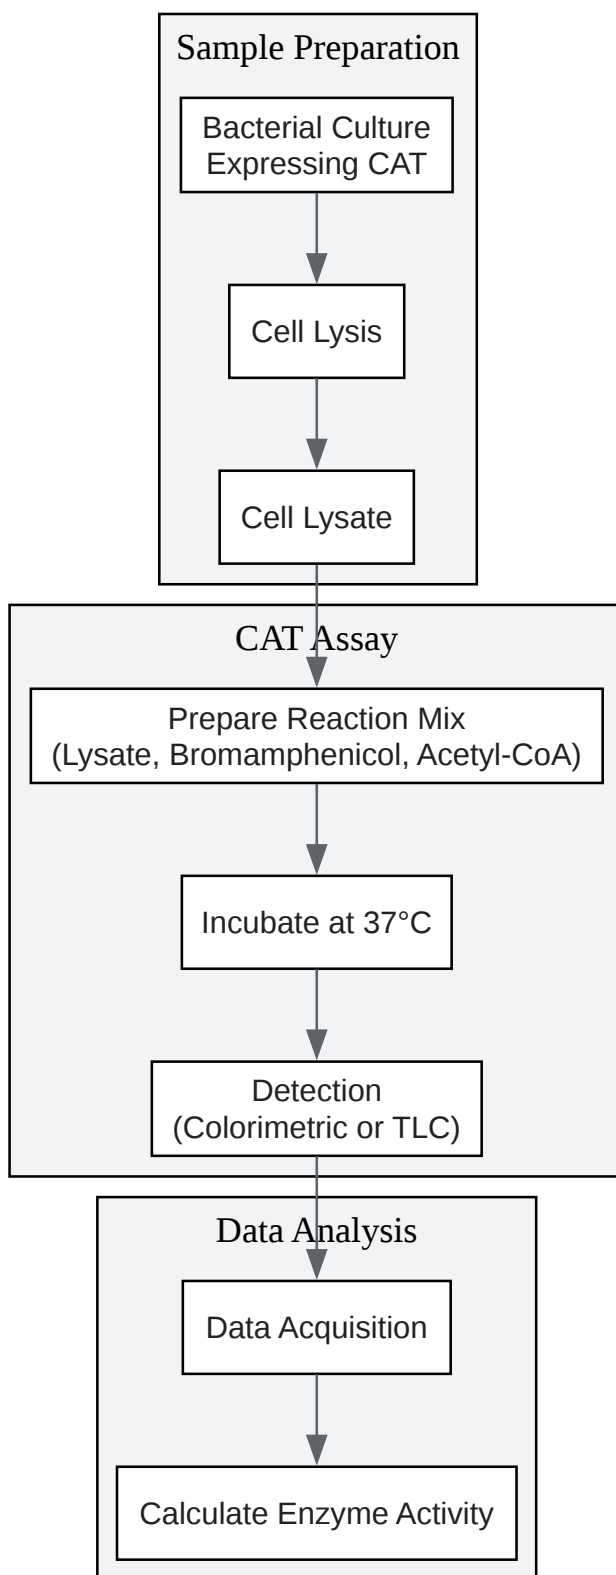 Sample Preparation
Bacterial Culture
Expressing CAT
Cell Lysis
Cell Lysate
CAT Assay
Prepare Reaction Mix
(Lysate, Bromamphenicol, Acetyl-CoA)
Incubate at 37°C
Detection
(Colorimetric or TLC)
Data Analysis
Data Acquisition
Calculate Enzyme Activity